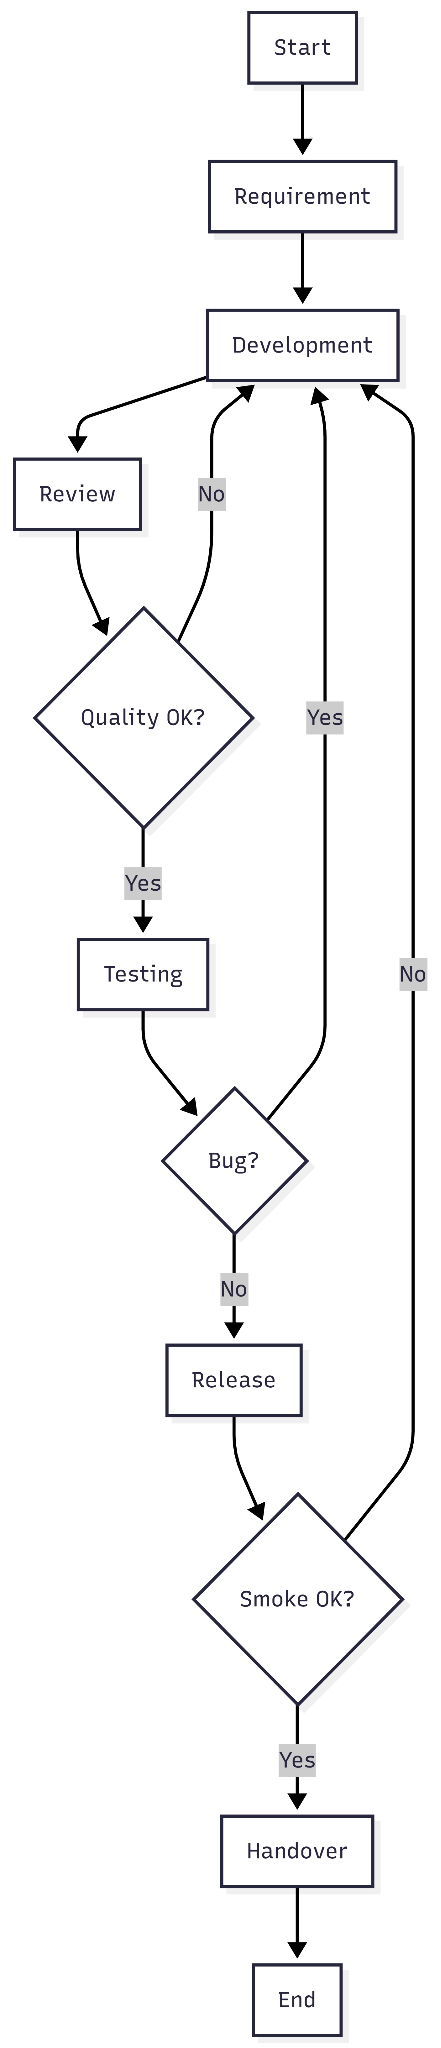 Start
Requirement
Development
Review
No
Quality OK?
Yes
Yes
Testing
No
Bug?
No
Release
Smoke OK?
Yes
Handover
End